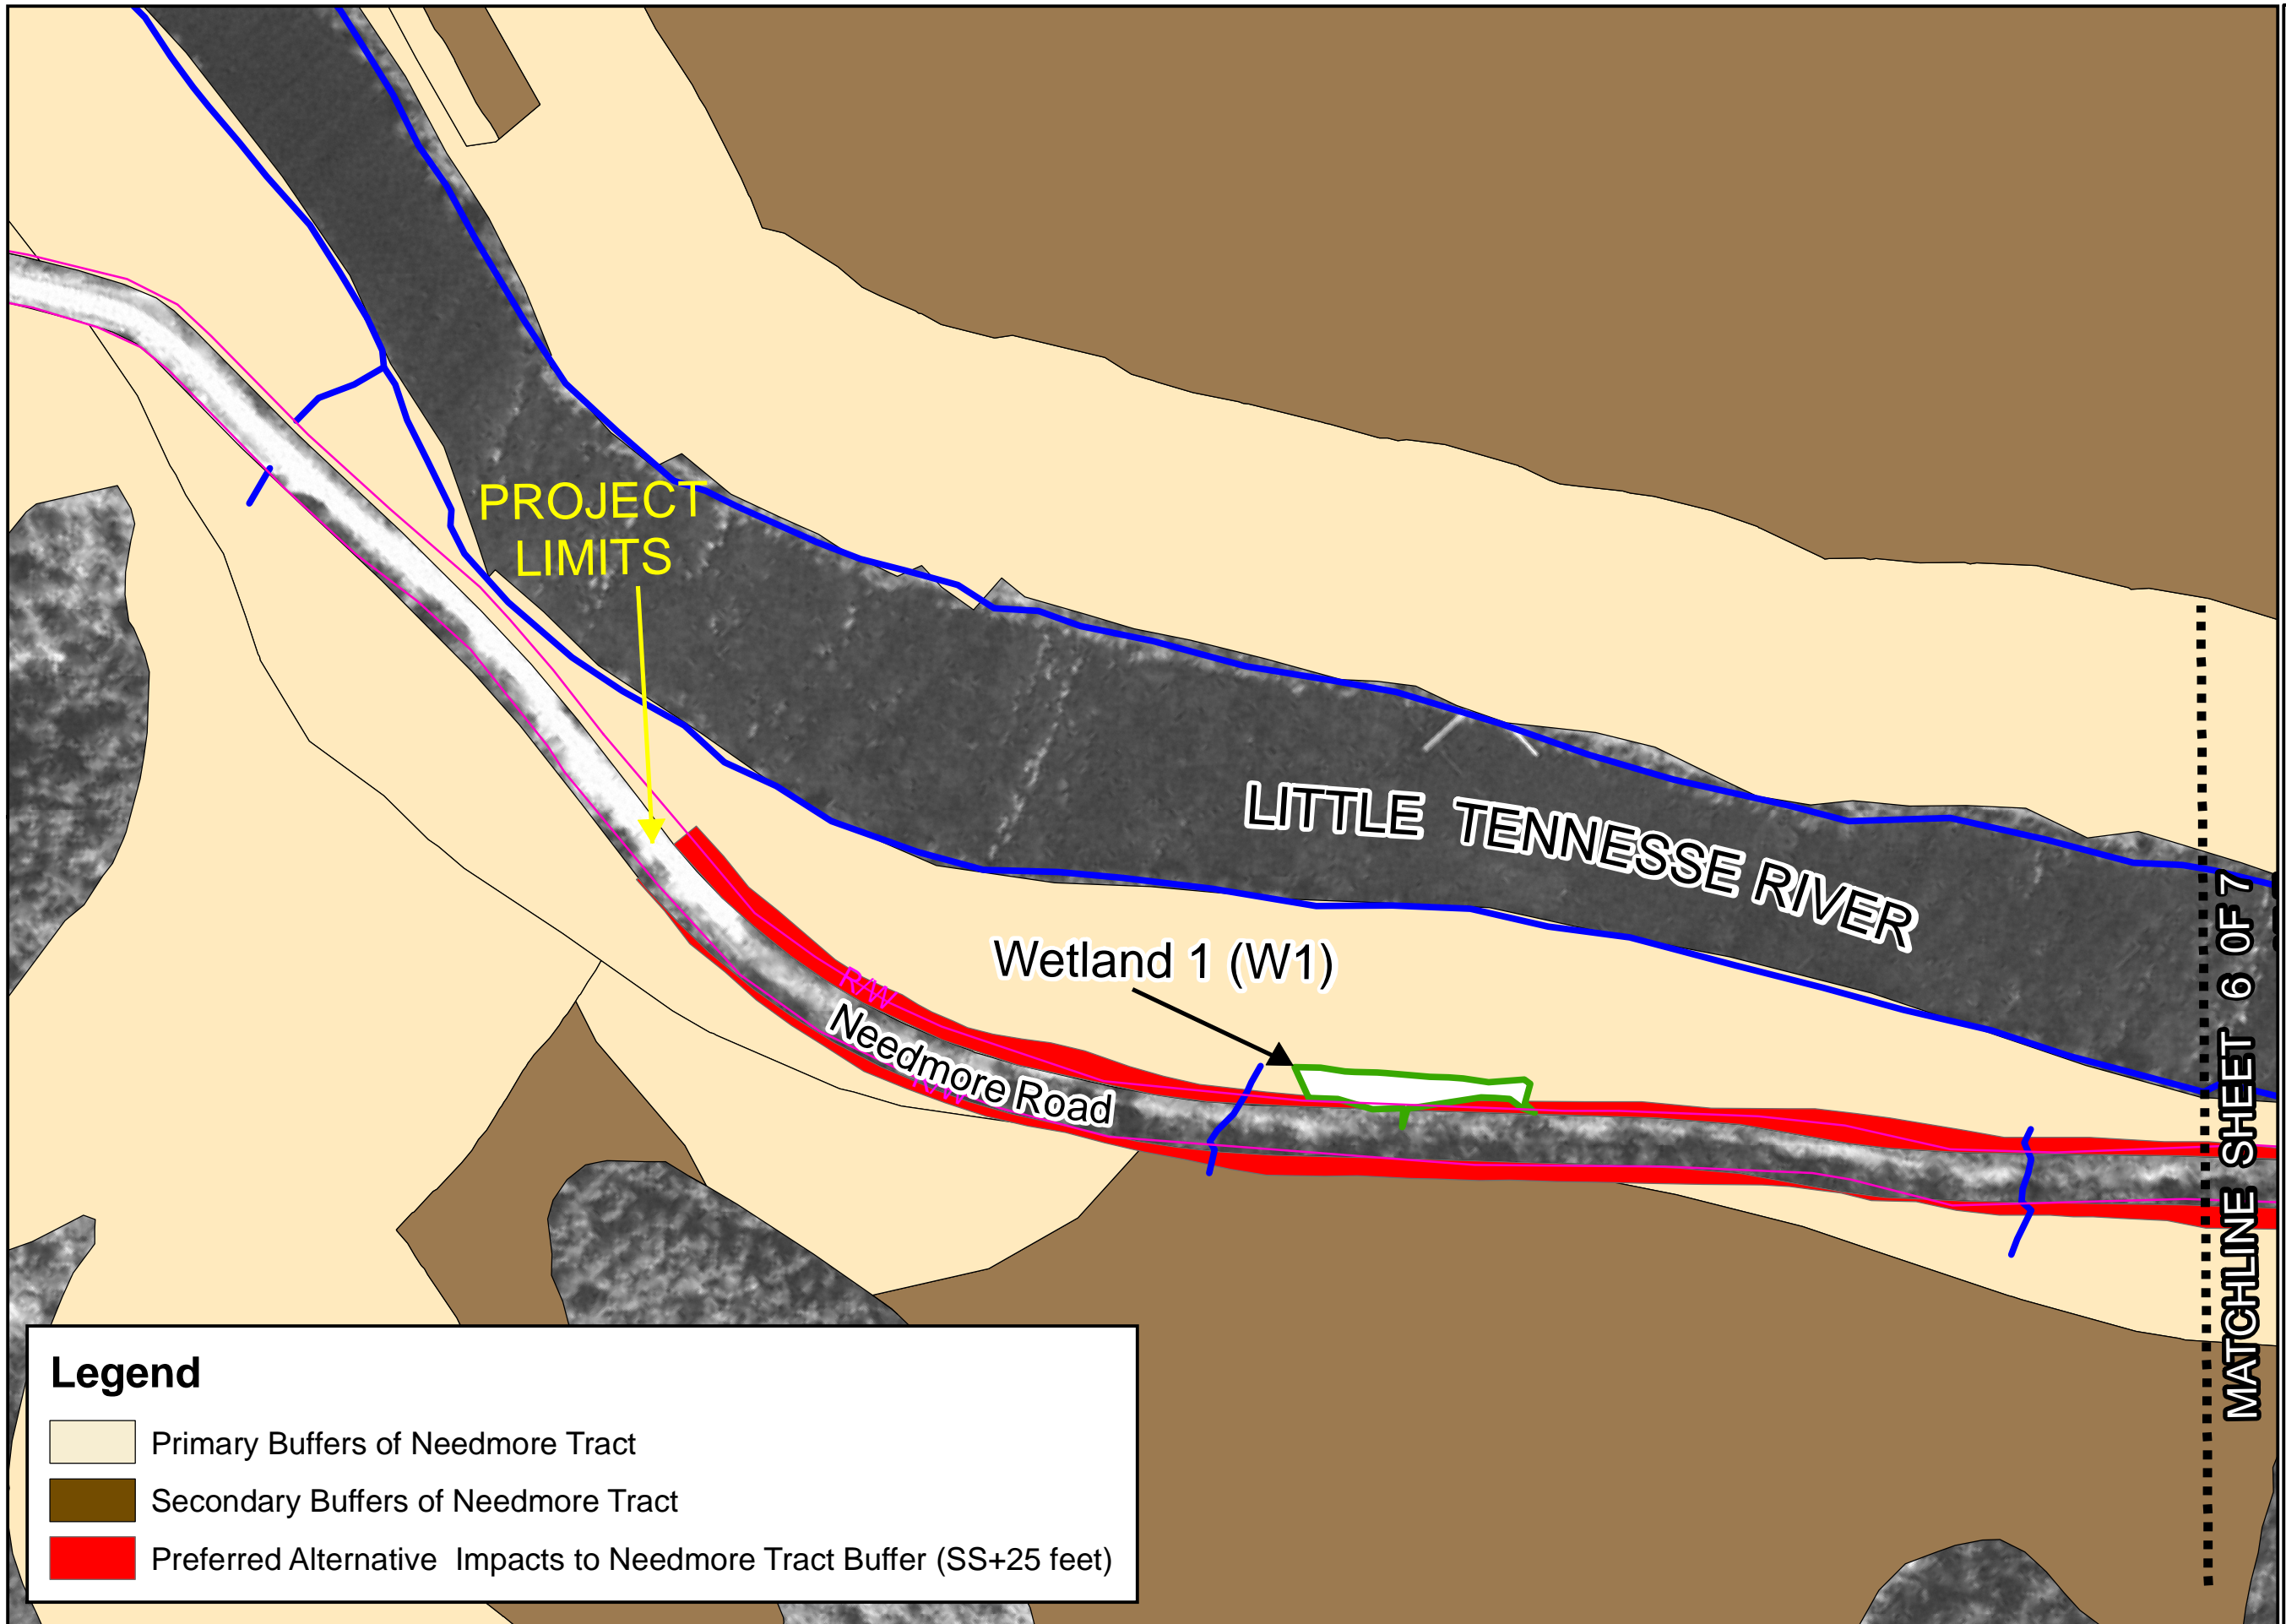 PROJECT
LIMITS
LITTLE TENNESSE RIVER
Wetland 1 (W1)
R/W
Needmore Road
R/W
MATCHLINE SHEET 6 OF 7
Legend
Primary Buffers of Needmore Tract
Secondary Buffers of Needmore Tract
Preferred Alternative Impacts to Needmore Tract Buffer (SS+25 feet)